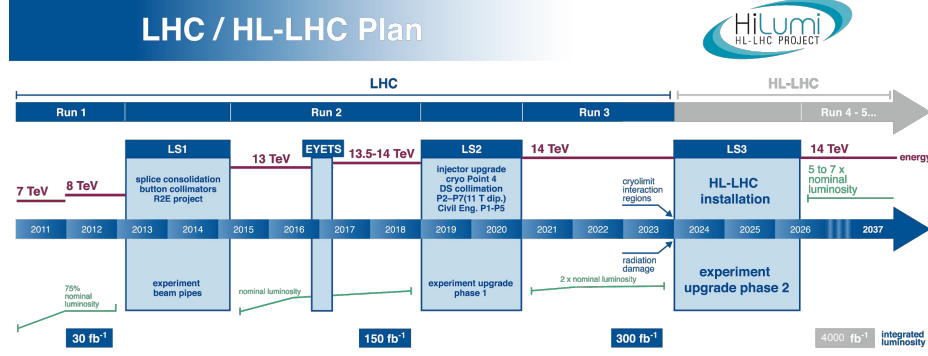 LHC / HL-LHC Plan
HiLumi
HL-LHC PROJECT
LHC
HL-LHC
Run 1
Run 2
Run 3
Run 4 - 5...
LS1
EYETS
LS2
LS3
7 TeV
8 TeV
13 TeV
13.5-14 TeV
14 TeV
14 TeV
energy
splice consolidation
button collimators
R2E project
injector upgrade
cryo Point 4
DS collimation
P2-P7(11 T dip.)
Civil Eng. P1-P5
cryolimit
interaction
regions
HL-LHC
installation
5 to 7 x
nominal
luminosity
2011
2012
2013
2014
2015
2016
2017
2018
2019
2020
2021
2022
2023
2024
2025
2026
2037
radiation
damage
75%
nominal
luminosity
experiment
beam pipes
nominal luminosity
experiment upgrade
phase 1
2 x nominal luminosity
experiment
upgrade phase 2
30 fb-1
150 fb-1
300 fb-1
4000 fb-1
integrated
luminosity